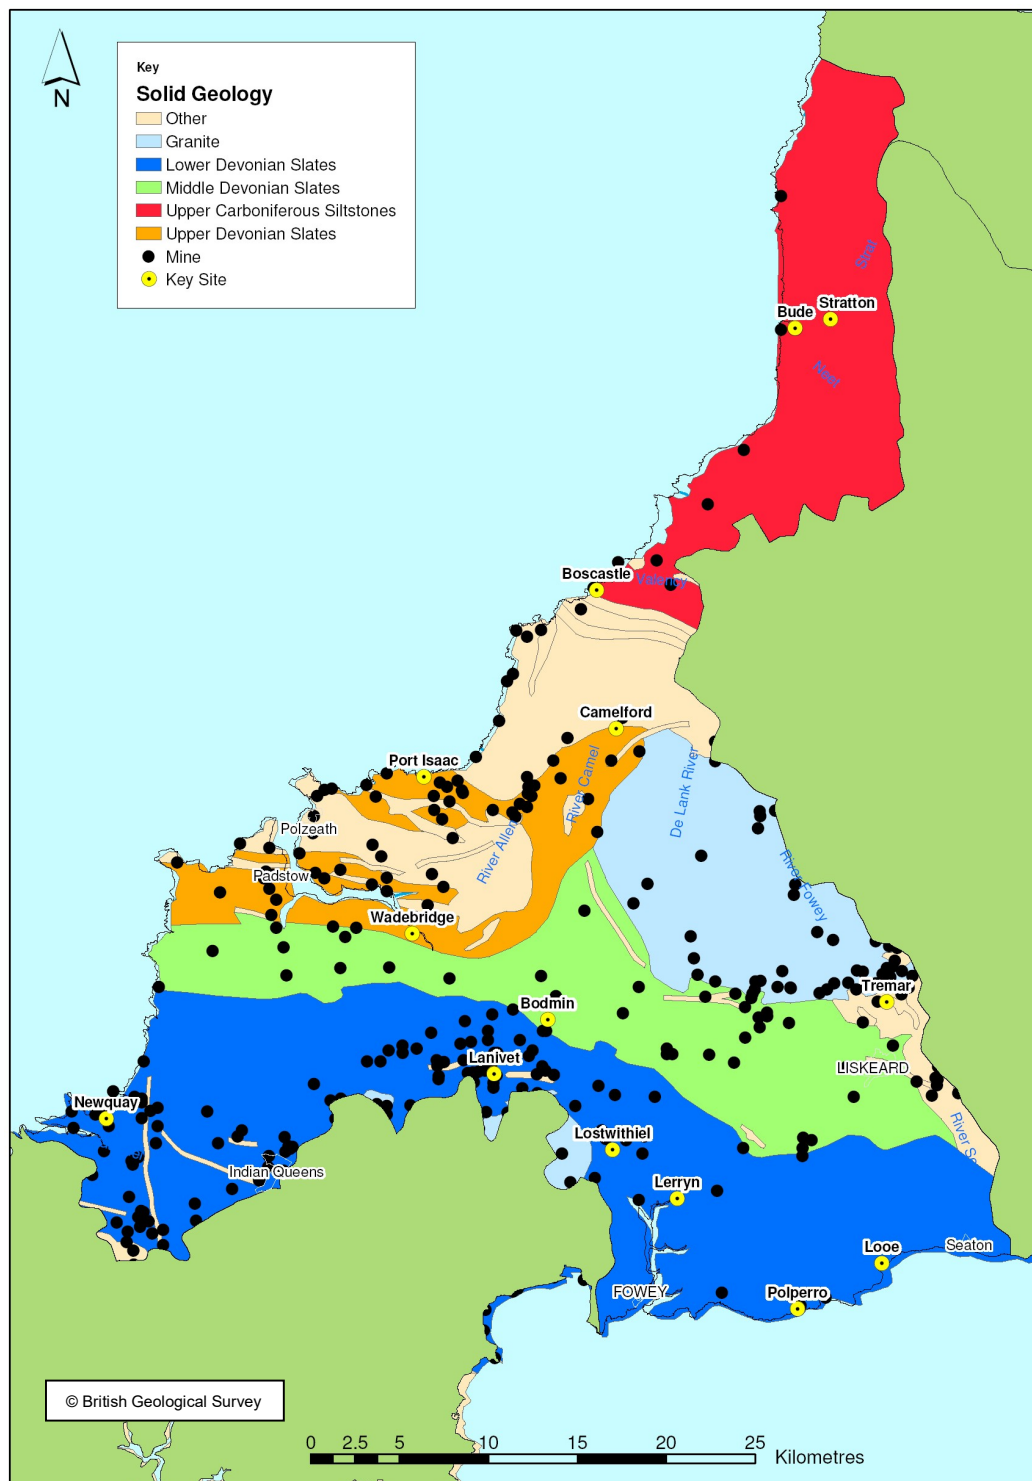 N
Key
Solid Geology
Other
Granite
Lower Devonian Slates
Middle Devonian Slates
Upper Carboniferous Siltstones
Upper Devonian Slates
Mine
Key Site
Strat
Bude
Stratton
Neet
Boscastle
Valency
Camelford
Port Isaac
River Camel
De Lank River
Polzeath
River Allen
River Fowey
Padstow
Wadebridge
Tremar
Bodmin
Lanivet
LISKEARD
Newquay
River Se
Lostwithiel
Indian Queens
Lerryn
Looe
Seaton
FOWEY
Polperro
© British Geological Survey
0 2.5 5 10 15 20 25
Kilometres